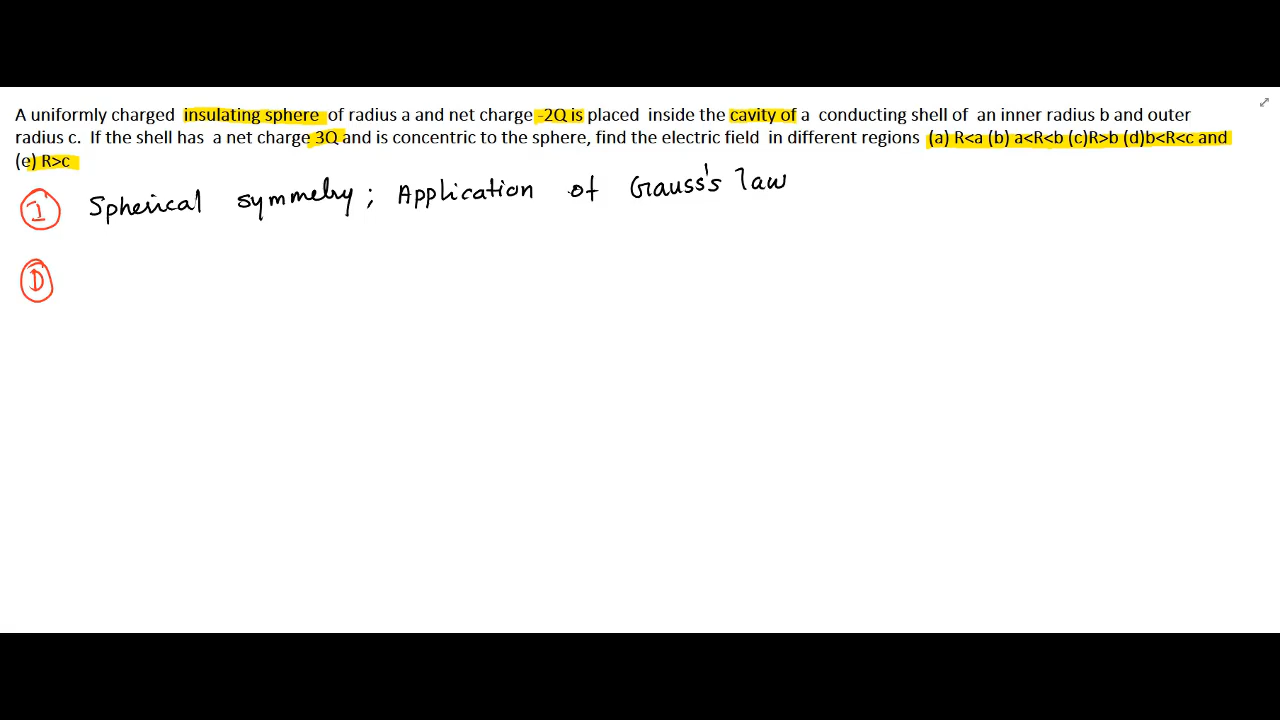 A uniformly charged insulating sphere of radius a and net charge -2Q is placed inside the cavity of a conducting shell of an inner radius b and outer
radius c. If the shell has a net charge 3Q and is concentric to the sphere, find the electric field in different regions (a) R<a (b) a<R<b (c)R>b (d)b<R<c and
(e) R>c
I Spherical symmetry ; Application of Gauss's law
D